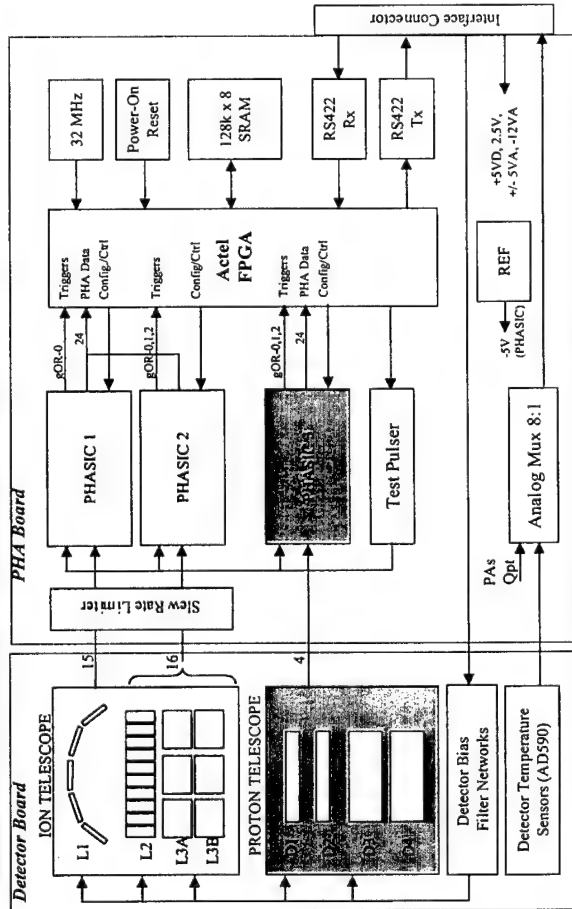 Detector Board
ION TELESCOPE
L1
L2
L3A
L3B
PROTON TELESCOPE
Detector Bias
Filter Networks
Detector Temperature
Sensors (AD590)
15
16
4
PHA Board
Slew Rate Limiter
PHASIC 1
PHASIC 2
Test Pulser
PAs
Qpt
Analog Mux 8:1
gOR-0
24
gOR-0,1,2
gOR-0,1,2
24
Triggers
PHA Data
Config./Ctrl
Triggers
Config/Ctrl
Triggers
PHA Data
Config/Ctrl
Actel
FPGA
-5V
(PHASIC)
REF
32 MHz
Power-On
Reset
128k x 8
SRAM
RS422
Rx
RS422
Tx
+5VD, 2.5V,
+/- 5VA, -12VA
Interface Connector